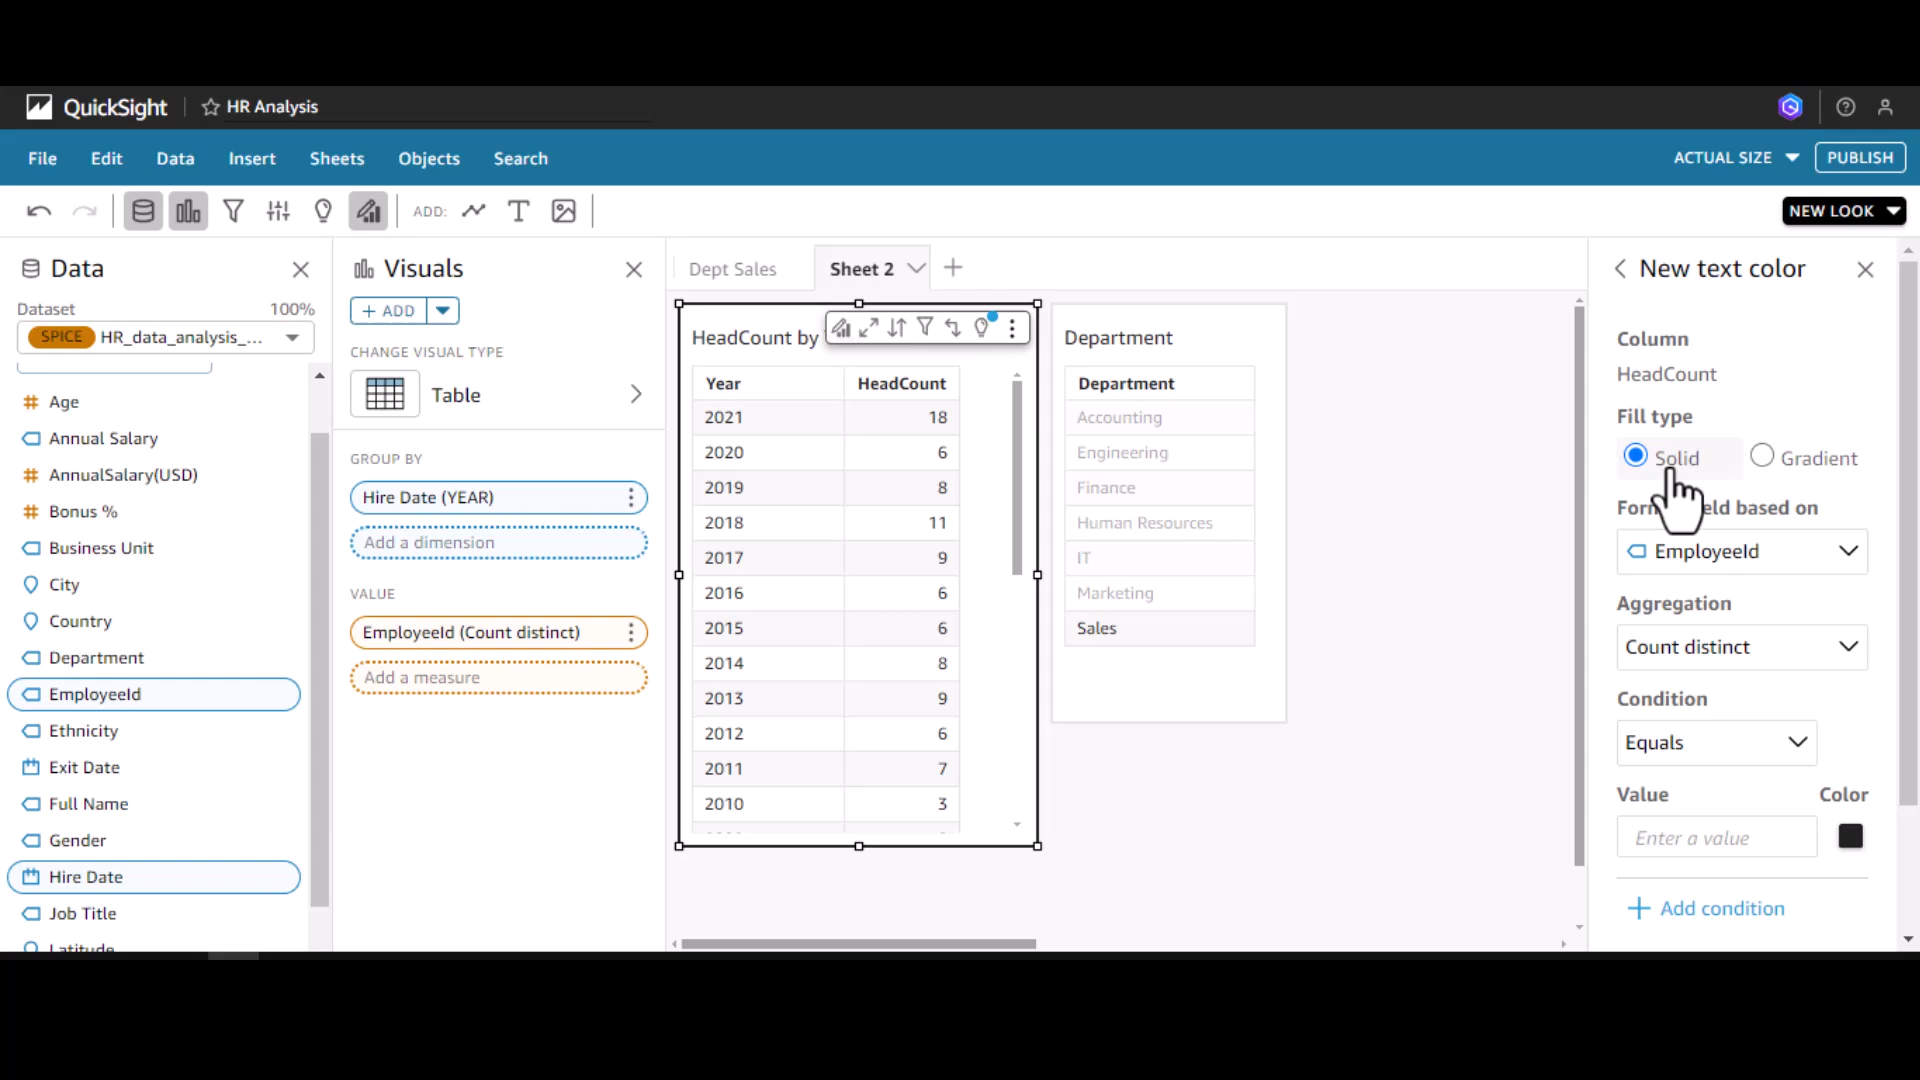 QuickSight
HR Analysis
File Edit Data Insert Sheets Objects Search
ACTUAL SIZE
PUBLISH
ADD:
NEW LOOK
Data
Dataset 100%
SPICE HR_data_analysis_...
Age
Annual Salary
AnnualSalary(USD)
Bonus %
Business Unit
City
Country
Department
EmployeeId
Ethnicity
Exit Date
Full Name
Gender
Hire Date
Job Title
Latitude
Visuals
+ ADD
CHANGE VISUAL TYPE
Table
GROUP BY
Hire Date (YEAR)
Add a dimension
VALUE
EmployeeId (Count distinct)
Add a measure
Dept Sales
Sheet 2
HeadCount by
Year HeadCount
2021 18
2020 6
2019 8
2018 11
2017 9
2016 6
2015 6
2014 8
2013 9
2012 6
2011 7
2010 3
Department
Department
Accounting
Engineering
Finance
Human Resources
IT
Marketing
Sales
New text color
Column
HeadCount
Fill type
Solid
Gradient
based on
EmployeeId
Aggregation
Count distinct
Condition
Equals
Value Color
Enter a value
+ Add condition